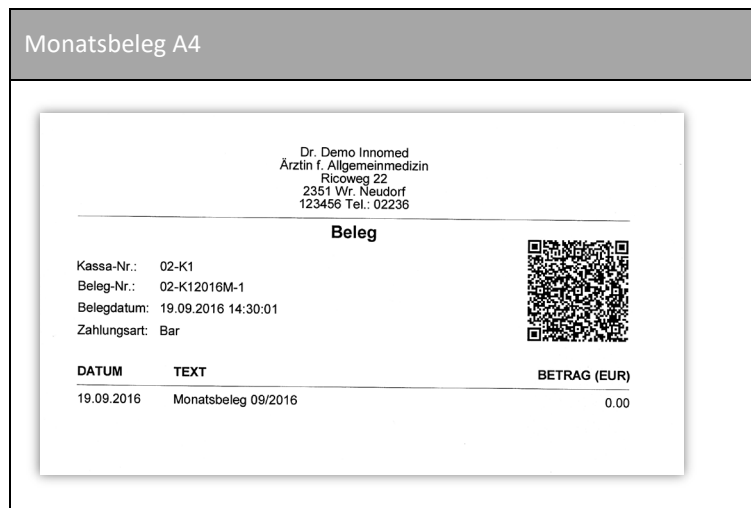 Monatsbeleg A4
Dr. Demo Innomed
Ärztin f. Allgemeinmedizin
Ricoweg 22
2351 Wr. Neudorf
123456 Tel.: 02236
Beleg
Kassa-Nr.: 02-K1
Beleg-Nr.: 02-K12016M-1
Belegdatum: 19.09.2016 14:30:01
Zahlungsart: Bar
DATUM TEXT BETRAG (EUR)
19.09.2016 Monatsbeleg 09/2016 0.00